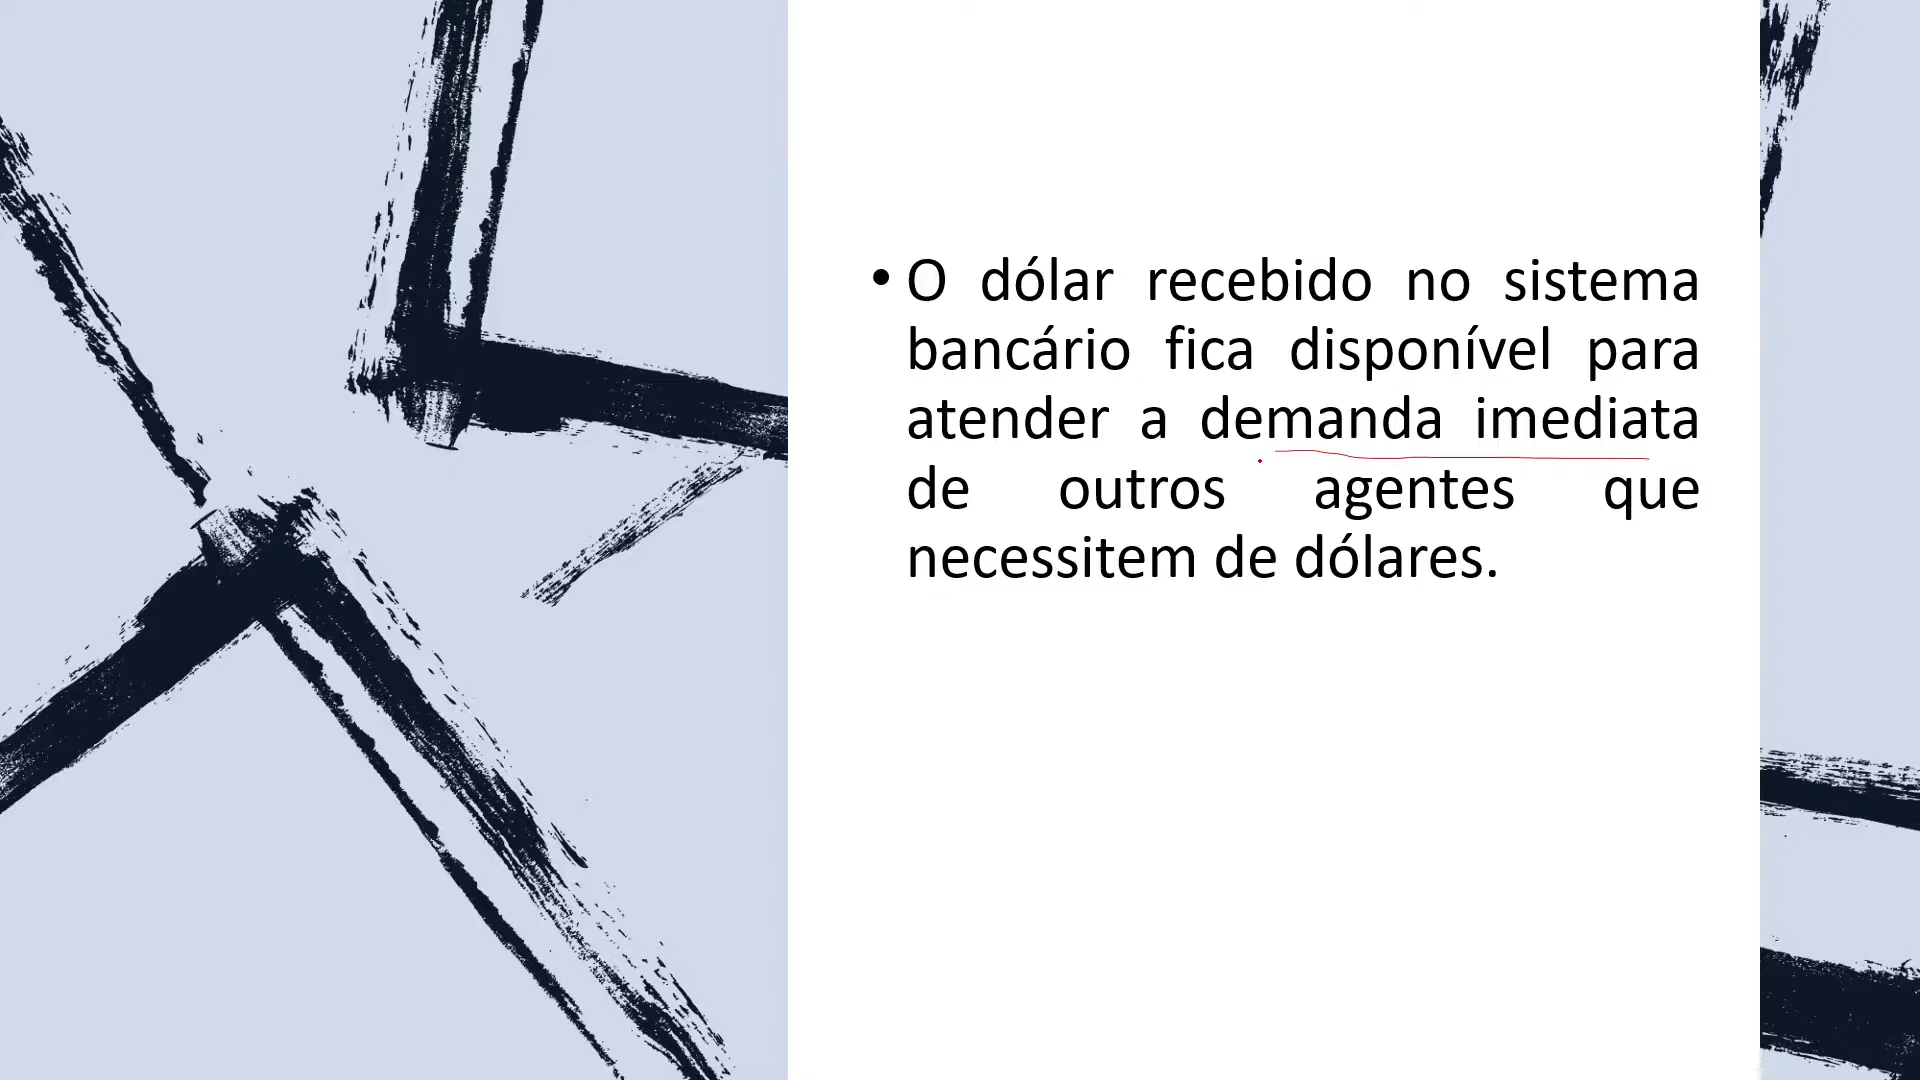 • O dólar recebido no sistema
bancário fica disponível para
atender a demanda imediata
de outros agentes que
necessitem de dólares.